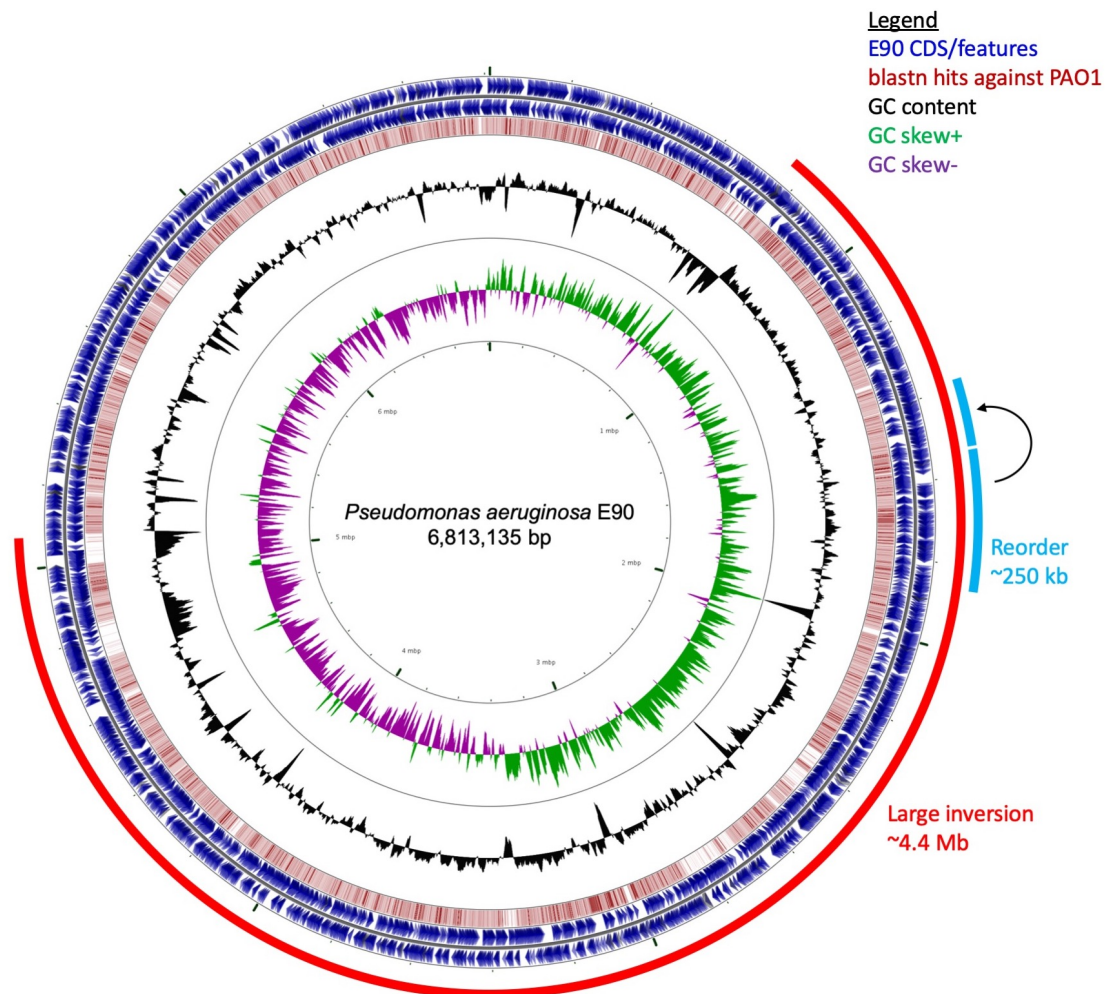 Legend
E90 CDS/features
blastn hits against PAO1
GC content
GC skew+
GC skew-
6 mbp
1 mbp
Pseudomonas aeruginosa E90
6,813,135 bp
5 mbp
2 mbp
Reorder
~250 kb
4 mbp
3 mbp
Large inversion
~4.4 Mb